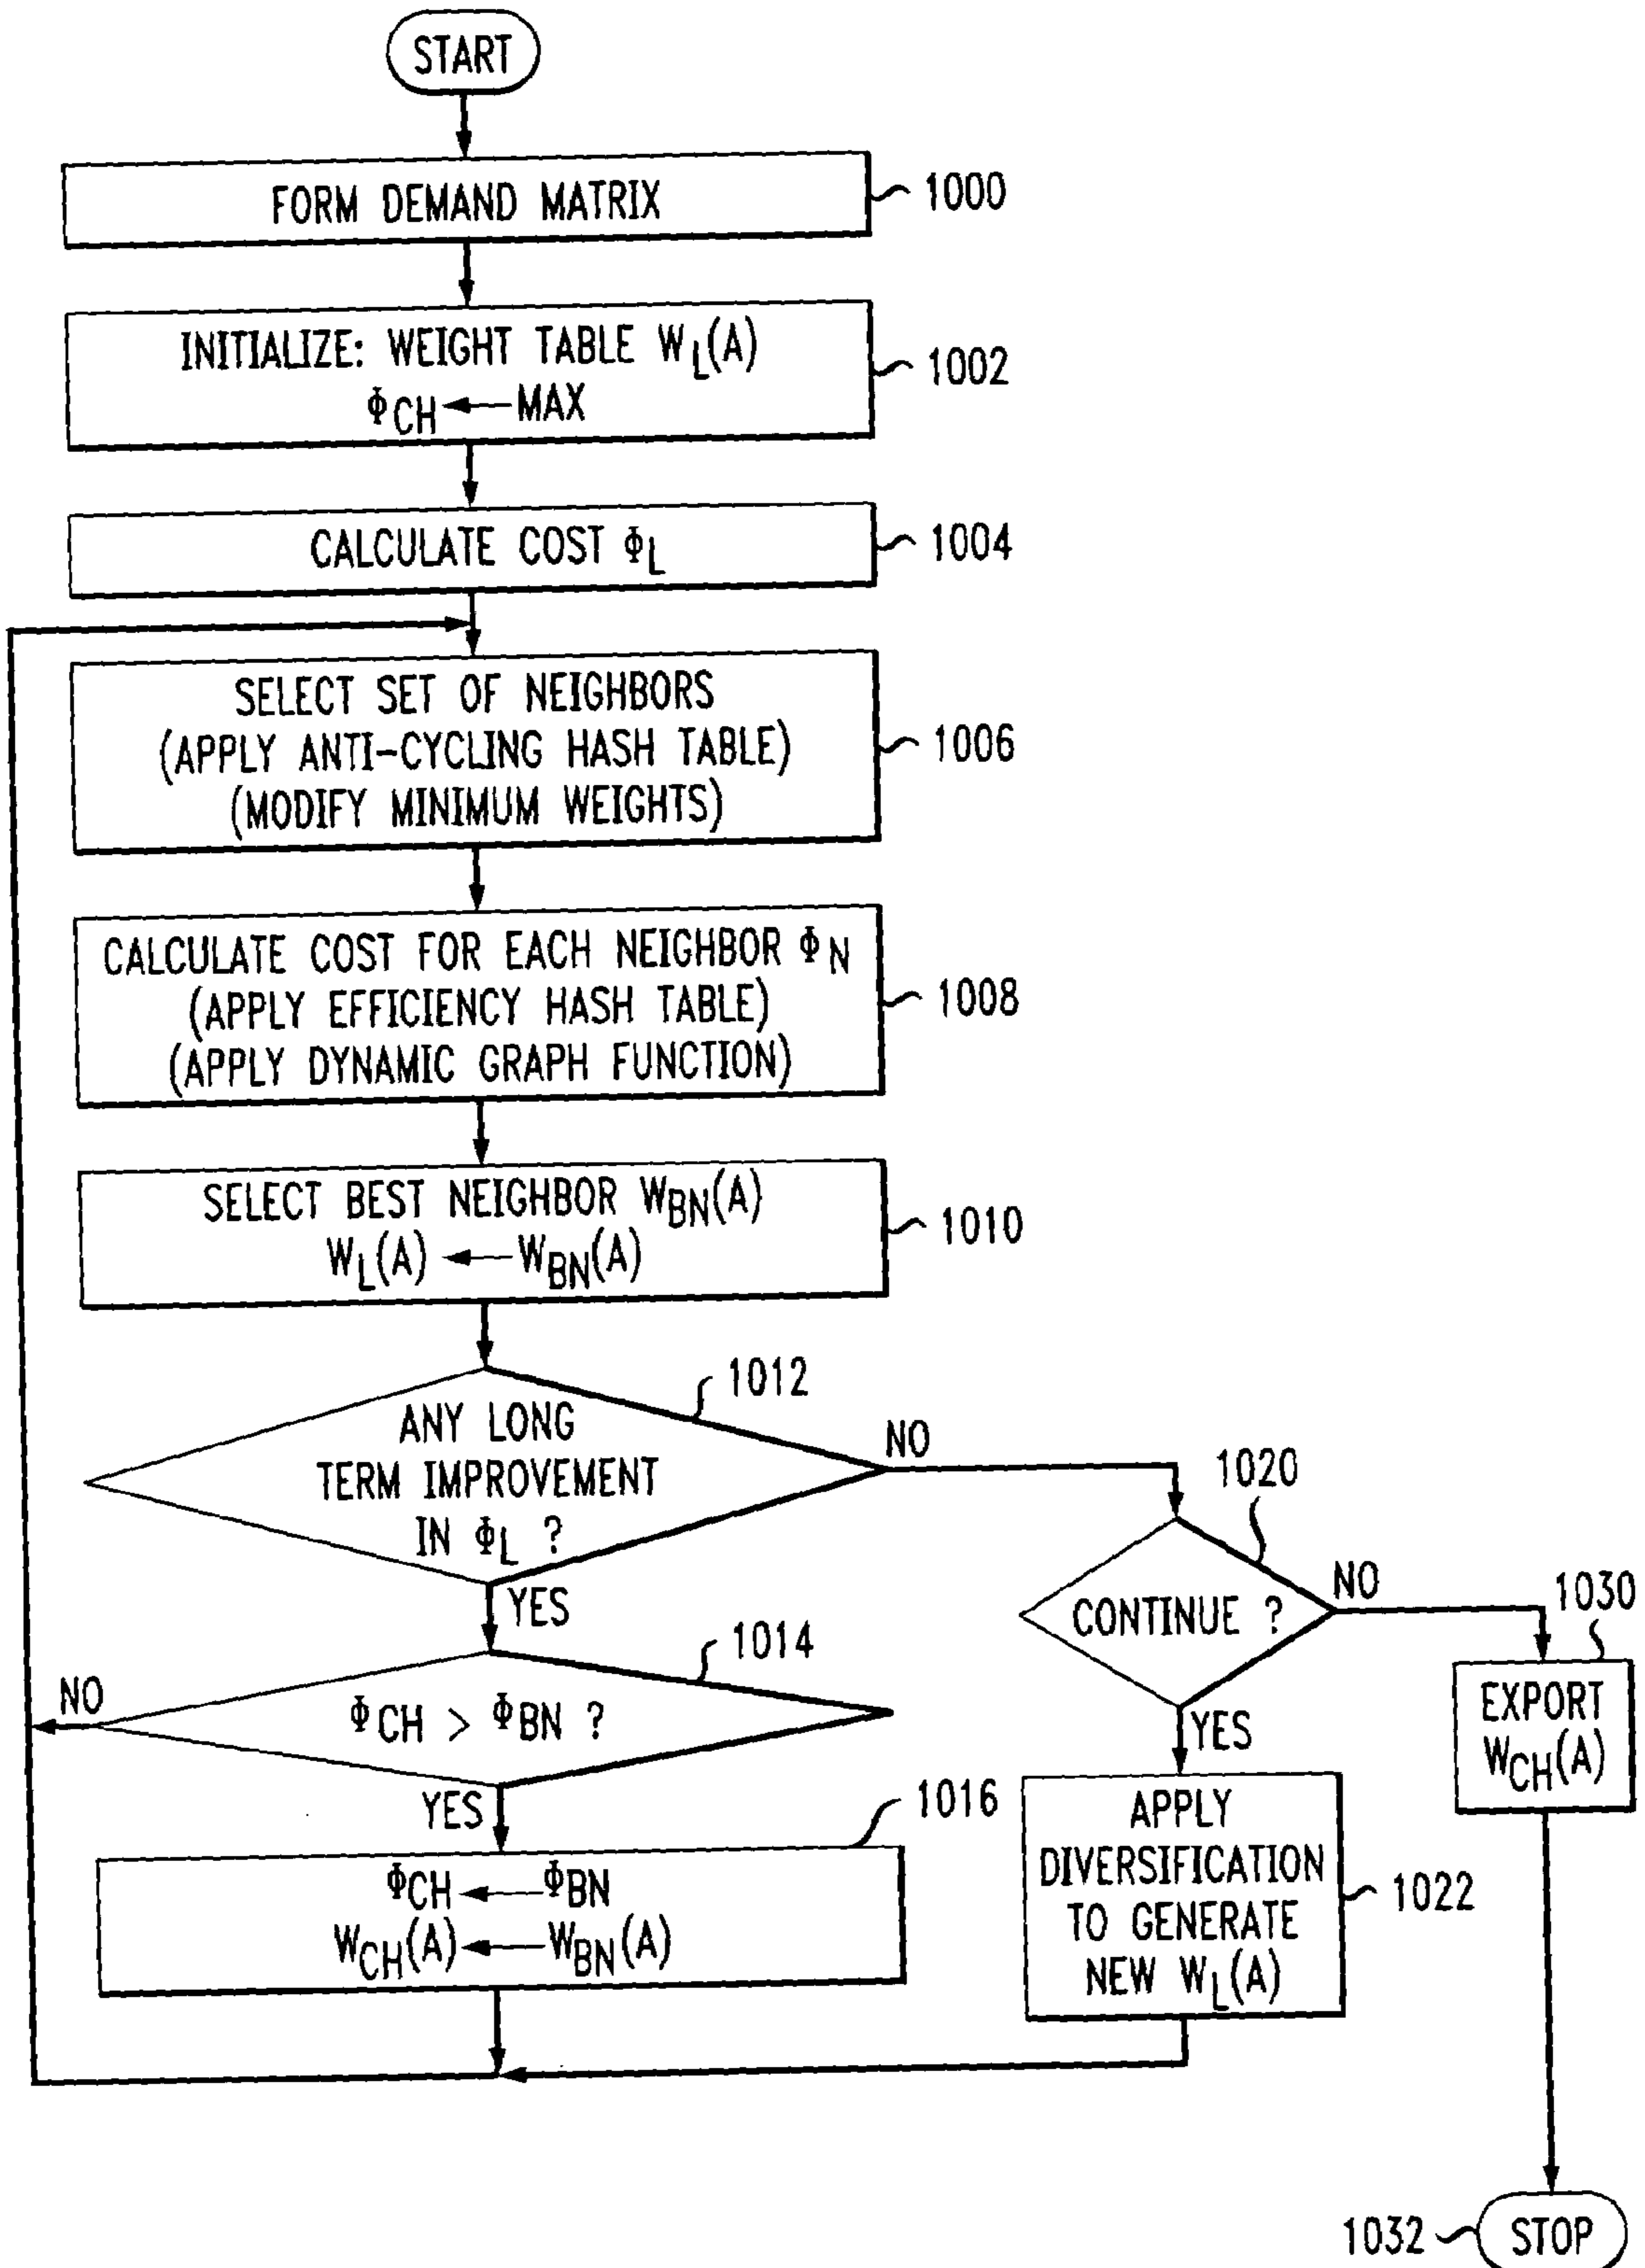 START
FORM DEMAND MATRIX
1000
INITIALIZE: WEIGHT TABLE WL(A)
ΦCH ← MAX
1002
CALCULATE COST ΦL
1004
SELECT SET OF NEIGHBORS
(APPLY ANTI-CYCLING HASH TABLE)
(MODIFY MINIMUM WEIGHTS)
1006
CALCULATE COST FOR EACH NEIGHBOR ΦN
(APPLY EFFICIENCY HASH TABLE)
(APPLY DYNAMIC GRAPH FUNCTION)
1008
SELECT BEST NEIGHBOR WBN(A)
WL(A) ← WBN(A)
1010
1012
ANY LONG
TERM IMPROVEMENT
IN ΦL ?
NO
YES
1014
ΦCH > ΦBN ?
NO
YES
1016
ΦCH ← ΦBN
WCH(A) ← WBN(A)
1020
CONTINUE ?
NO
YES
APPLY
DIVERSIFICATION
TO GENERATE
NEW WL(A)
1022
1030
EXPORT
WCH(A)
1032
STOP